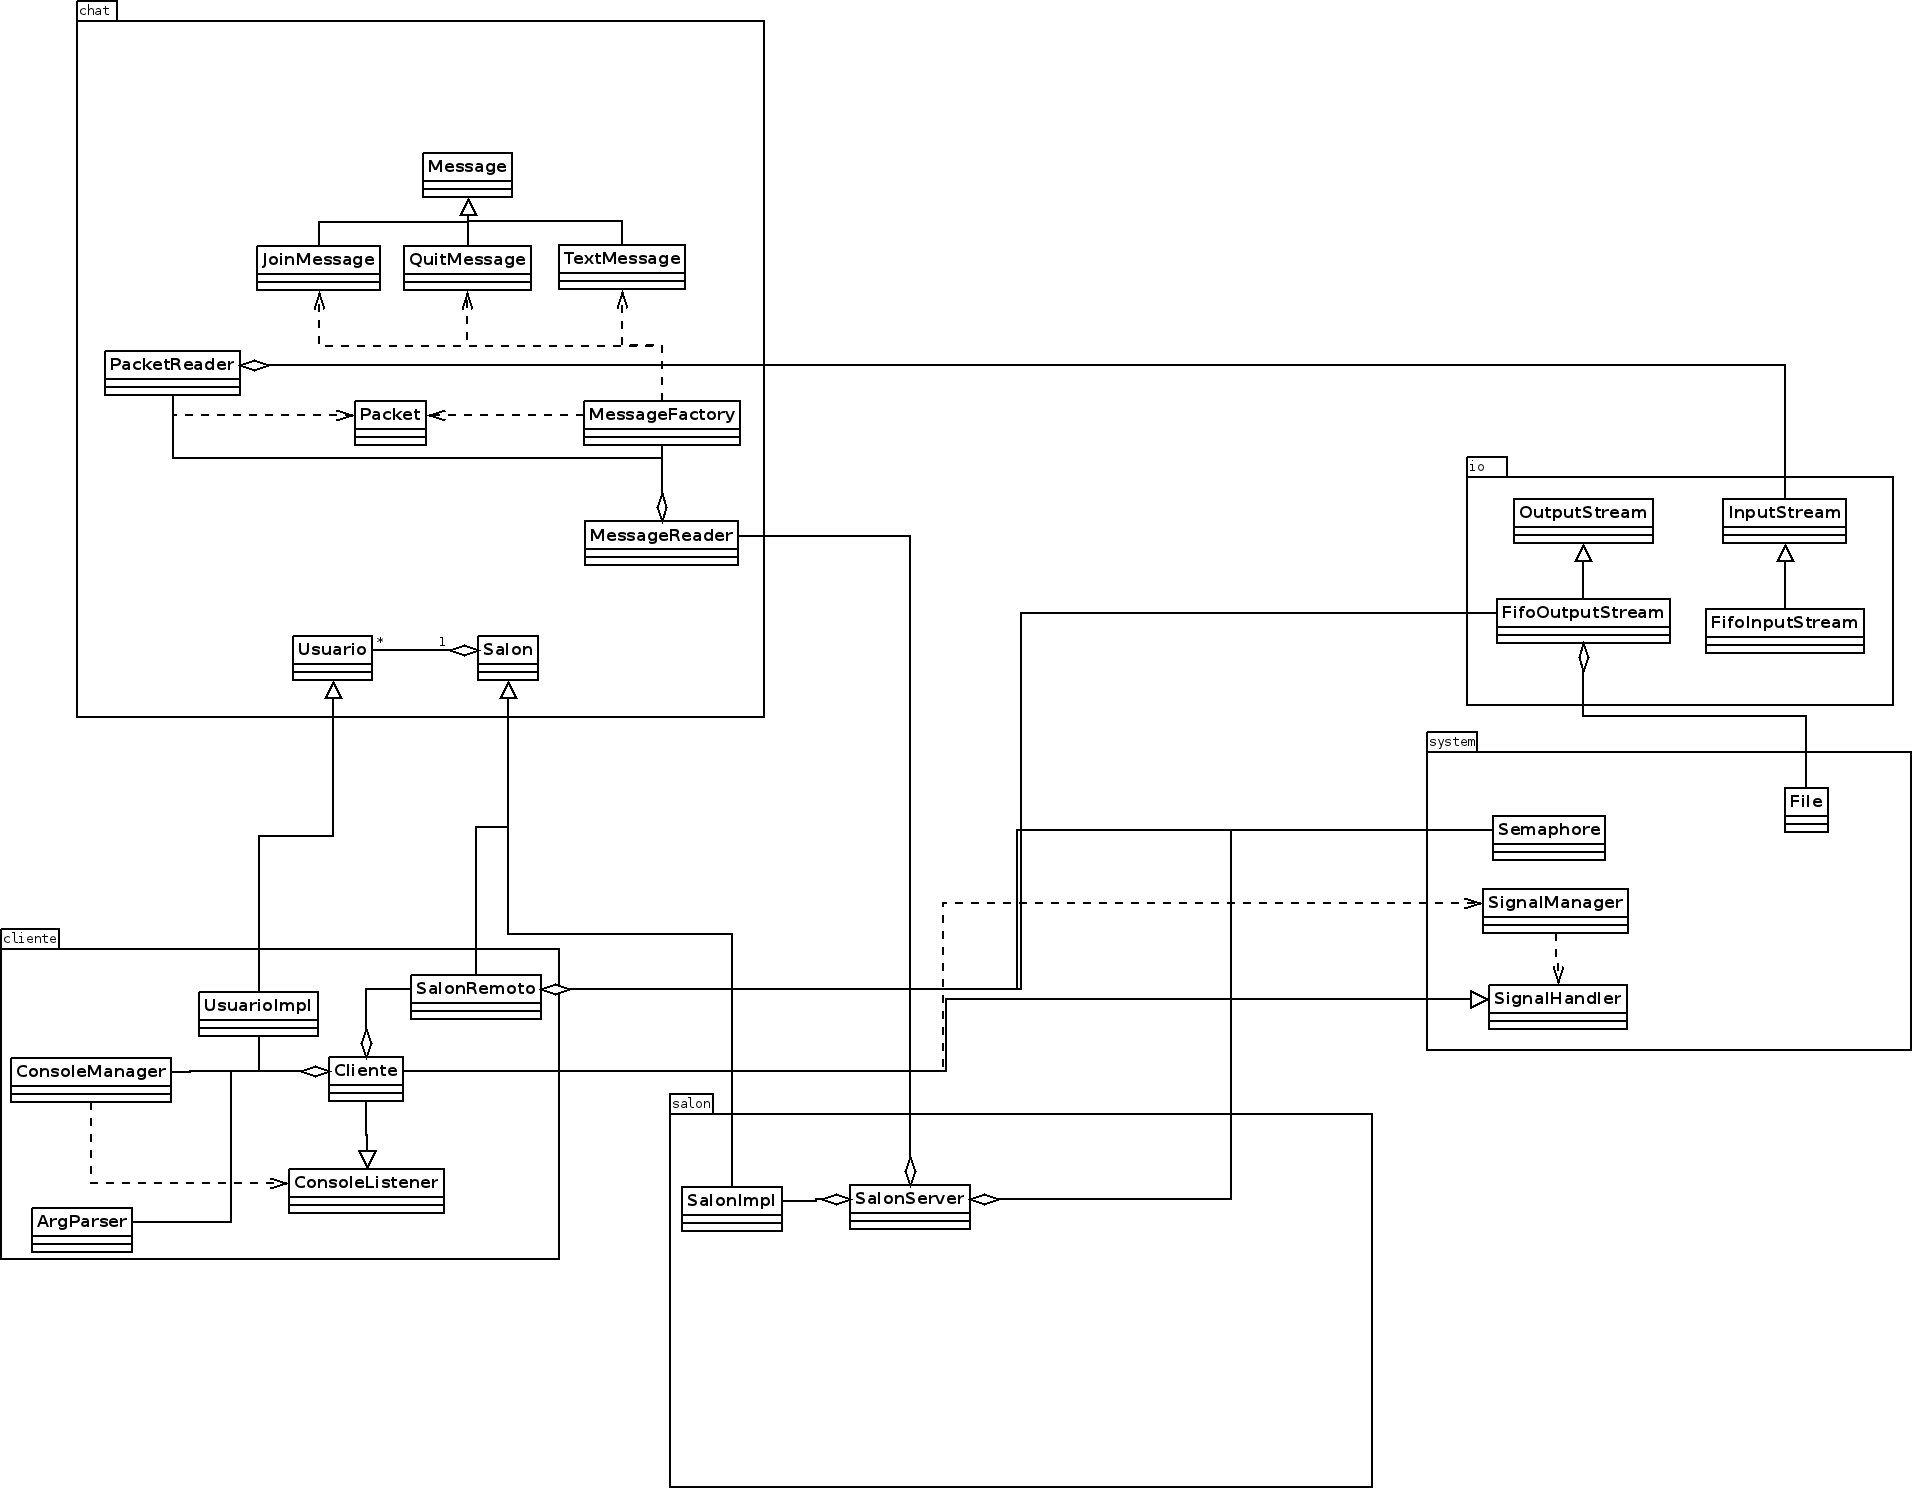 chat
Message
JoinMessage
QuitMessage
TextMessage
PacketReader
Packet
MessageFactory
MessageReader
Usuario
*
1
Salon
io
OutputStream
InputStream
FifoOutputStream
FifoInputStream
system
File
Semaphore
SignalManager
SignalHandler
cliente
SalonRemoto
UsuarioImpl
ConsoleManager
Cliente
ConsoleListener
ArgParser
salon
SalonImpl
SalonServer